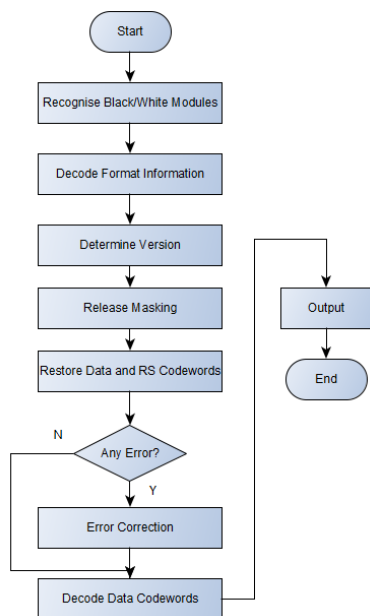 Start
Recognise Black/White Modules
Decode Format Information
Determine Version
Release Masking
Restore Data and RS Codewords
N
Any Error?
Y
Error Correction
Decode Data Codewords
Output
End